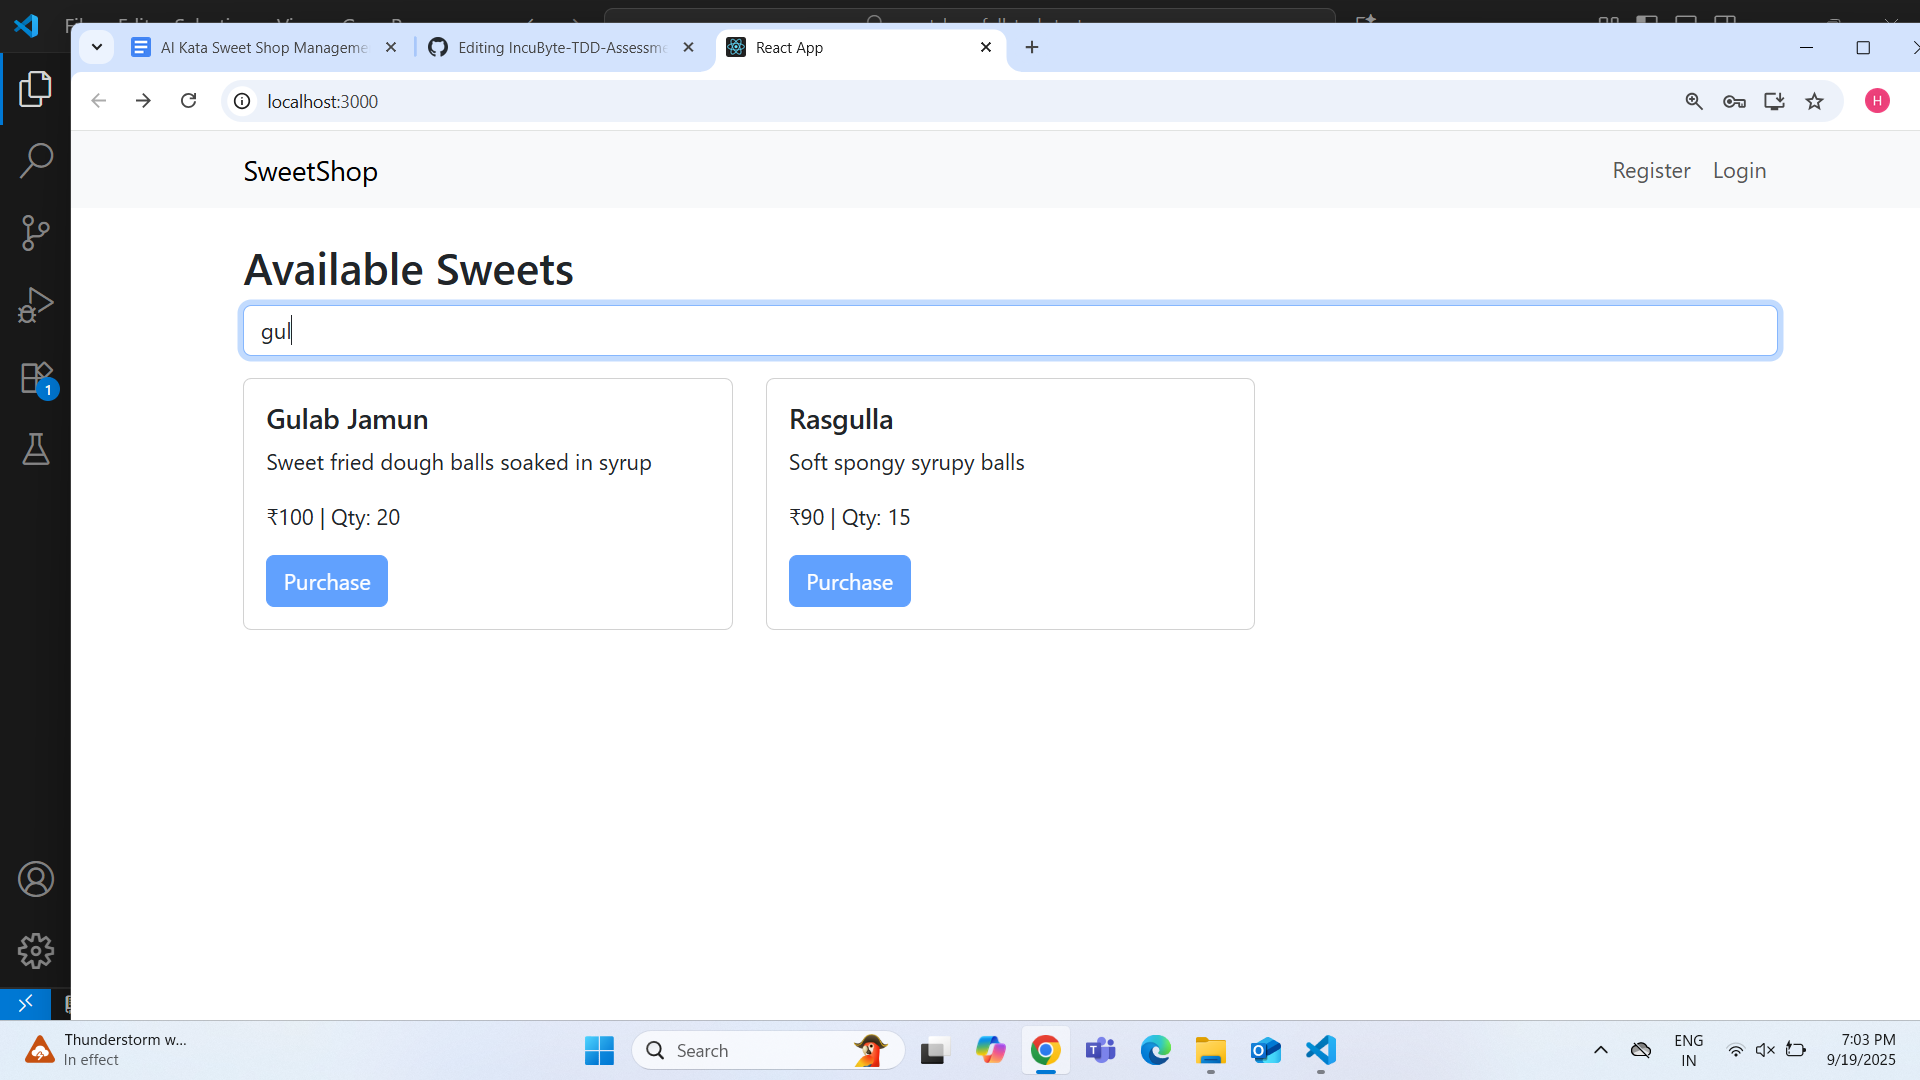 AI Kata Sweet Shop Manageme
Editing IncuByte-TDD-Assessme
React App
localhost:3000
H
SweetShop
Register
Login
Available Sweets
gul
Gulab Jamun
Sweet fried dough balls soaked in syrup
₹100 | Qty: 20
Purchase
Rasgulla
Soft spongy syrupy balls
₹90 | Qty: 15
Purchase
1
Thunderstorm w...
In effect
Search
ENG
IN
7:03 PM
9/19/2025